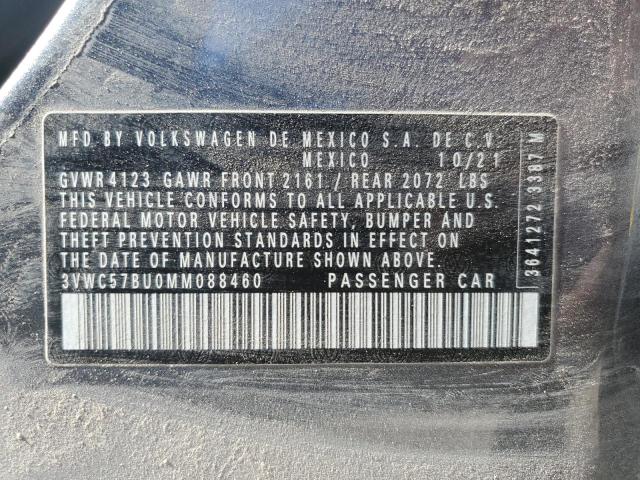 MFD BY VOLKSWAGEN DE MEXICO S.A. DE C.V.
MEXICO 10/21
GVWR 4123 GAWR FRONT 2161 / REAR 2072 LBS
THIS VEHICLE CONFORMS TO ALL APPLICABLE U.S.
FEDERAL MOTOR VEHICLE SAFETY, BUMPER AND
THEFT PREVENTION STANDARDS IN EFFECT ON
THE DATE OF MANUFACTURE SHOWN ABOVE.
3VWC57BU0MM088460 PASSENGER CAR
3641272 3387 M